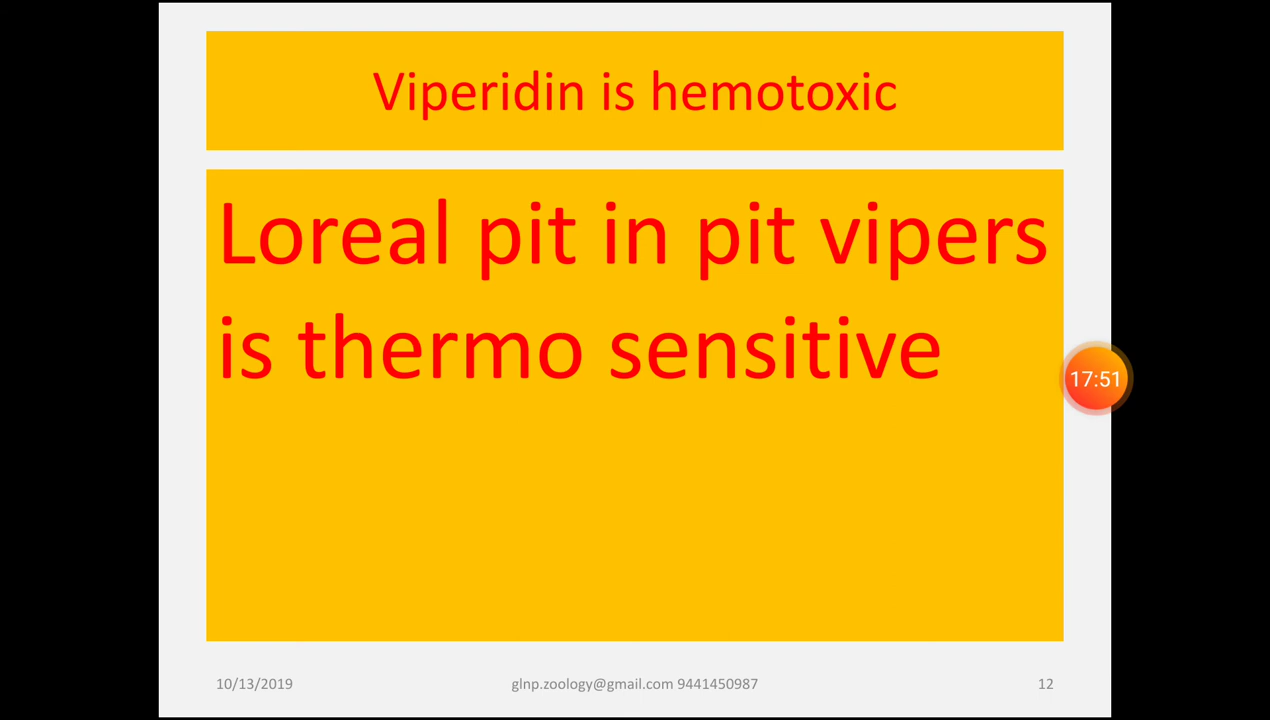 Viperidin is hemotoxic
Loreal pit in pit vipers
is thermo sensitive
17:51
10/13/2019
glnp.zoology@gmail.com 9441450987
12